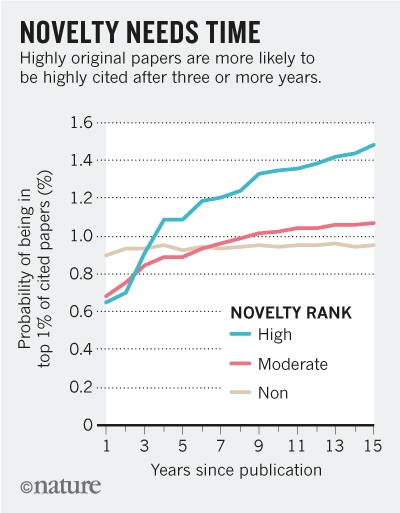 NOVELTY NEEDS TIME
Highly original papers are more likely to
be highly cited after three or more years.
Probability of being in
top 1% of cited papers (%)
1.6
1.4
1.2
1.0
0.8
0.6
0.4
0.2
0
NOVELTY RANK
High
Moderate
Non
1 3 5 7 9 11 13 15
Years since publication
©nature